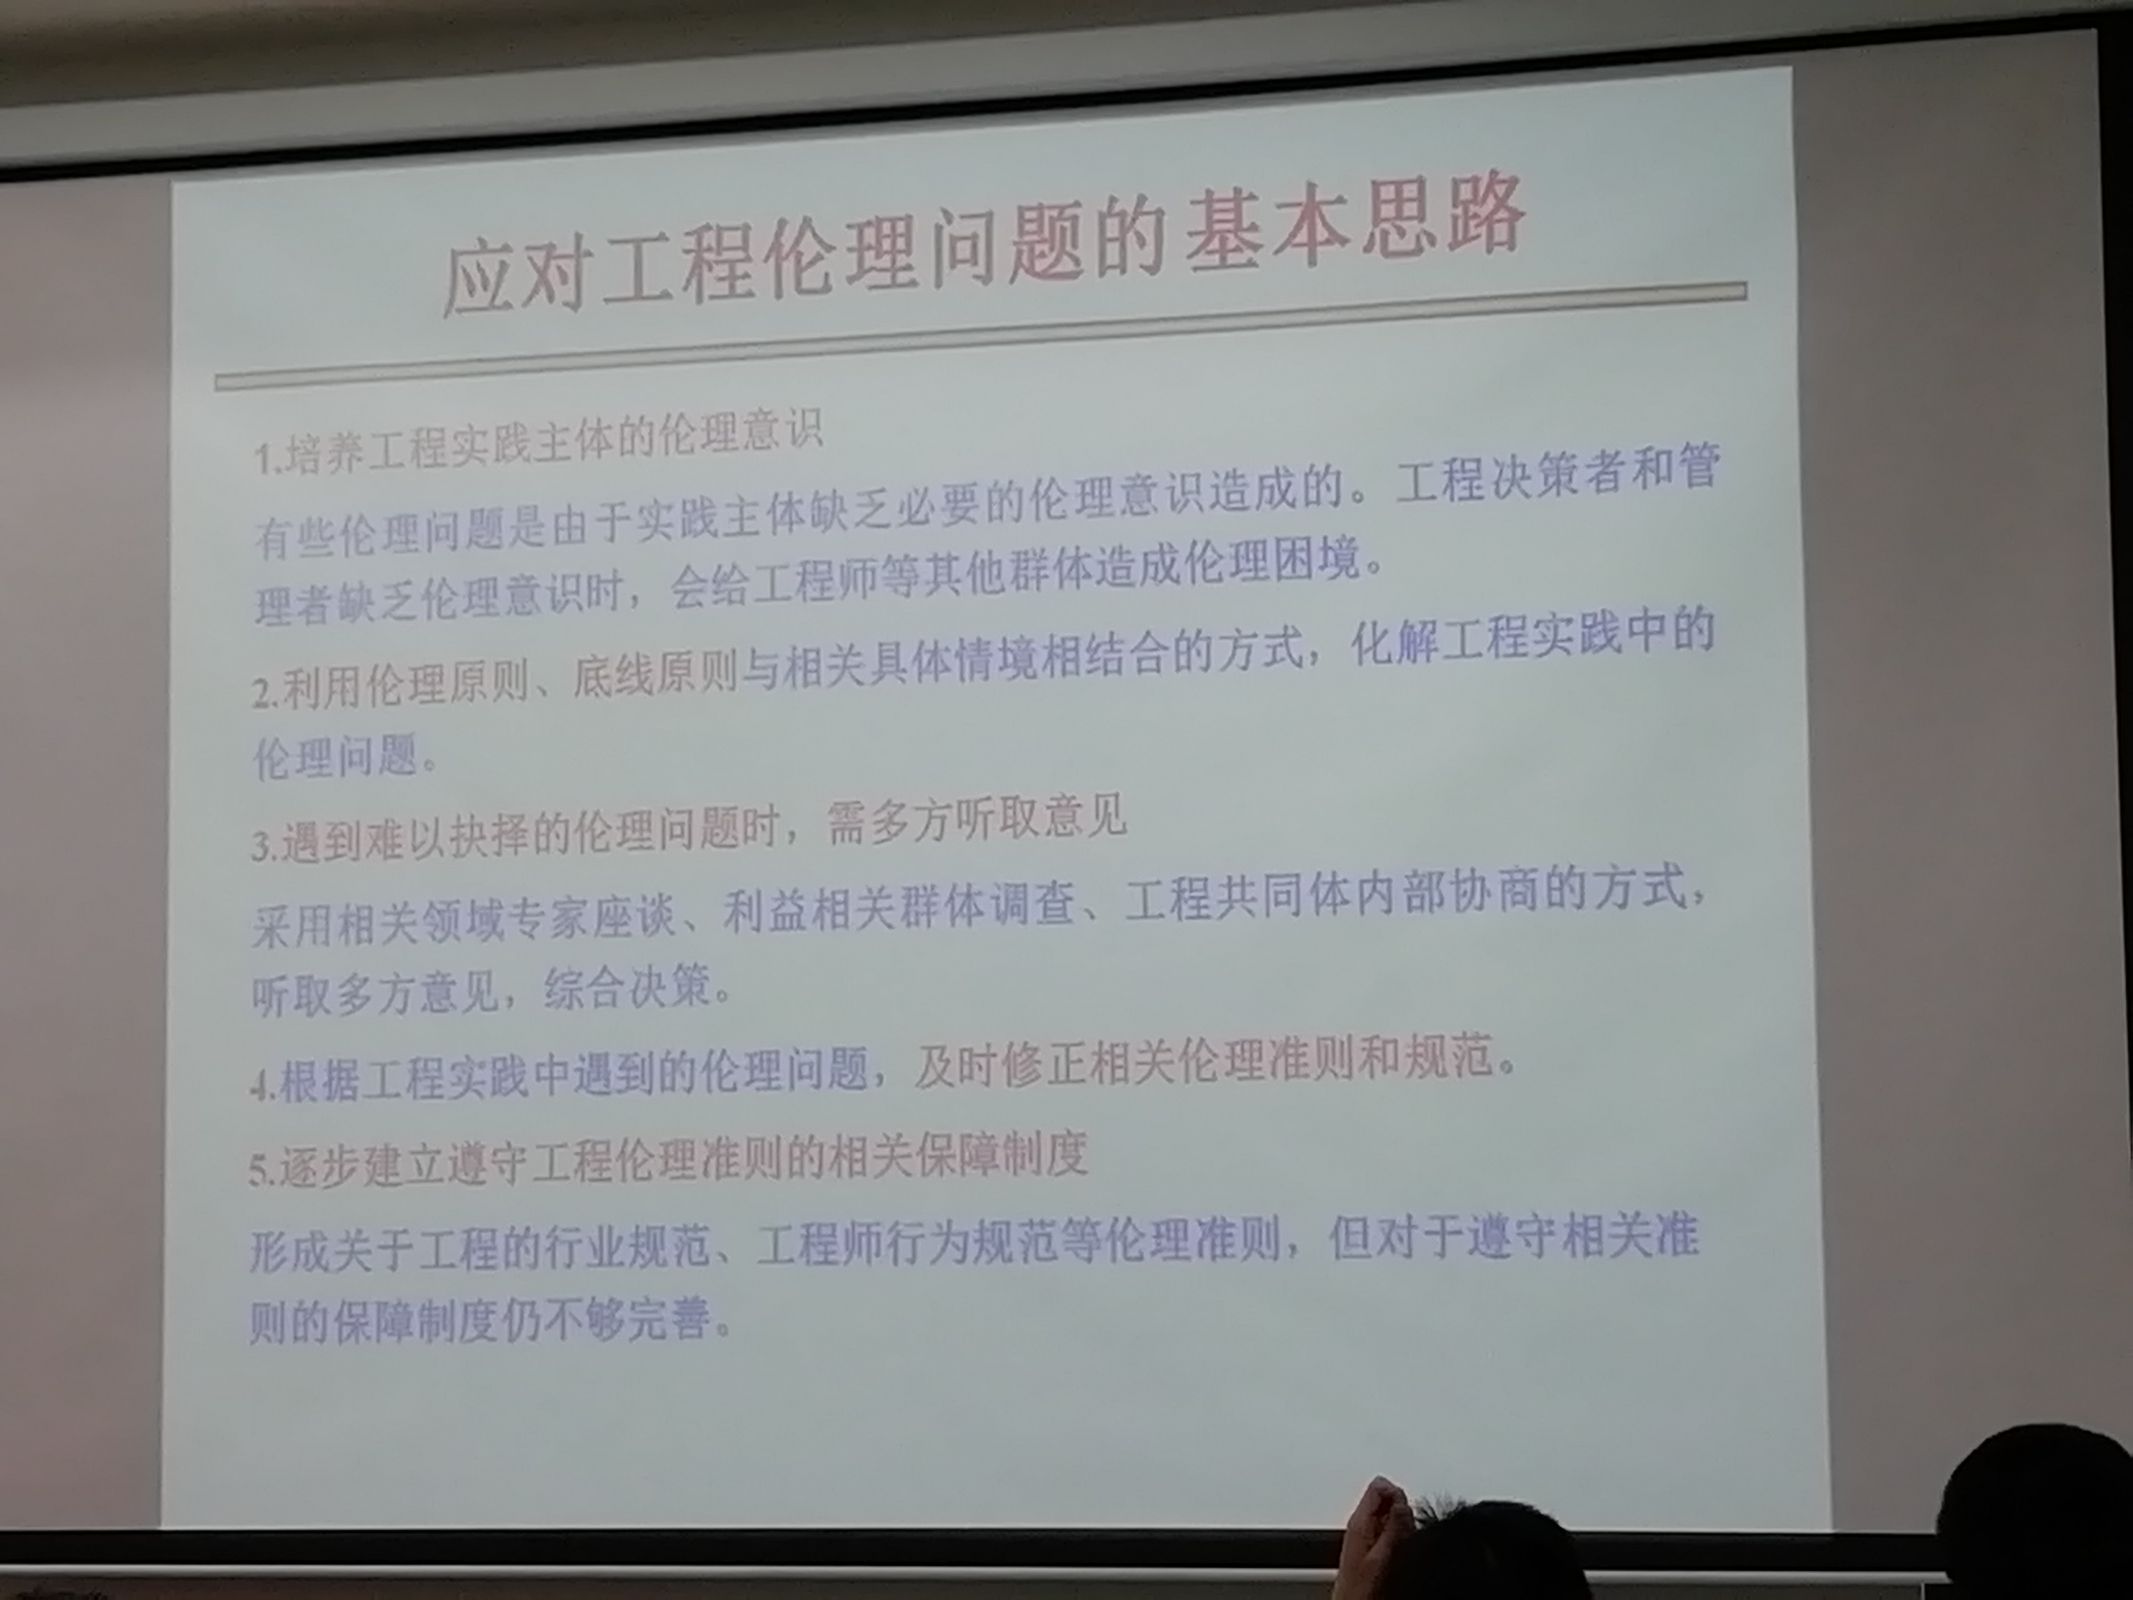 应对工程伦理问题的基本思路
1.培养工程实践主体的伦理意识
有些伦理问题是由于实践主体缺乏必要的伦理意识造成的。工程决策者和管
理者缺乏伦理意识时，会给工程师等其他群体造成伦理困境。
2.利用伦理原则、底线原则与相关具体情境相结合的方式，化解工程实践中的
伦理问题。
3.遇到难以抉择的伦理问题时，需多方听取意见
采用相关领域专家座谈、利益相关群体调查、工程共同体内部协商的方式，
听取多方意见，综合决策。
4.根据工程实践中遇到的伦理问题，及时修正相关伦理准则和规范。
5.逐步建立遵守工程伦理准则的相关保障制度
形成关于工程的行业规范、工程师行为规范等伦理准则，但对于遵守相关准
则的保障制度仍不够完善。